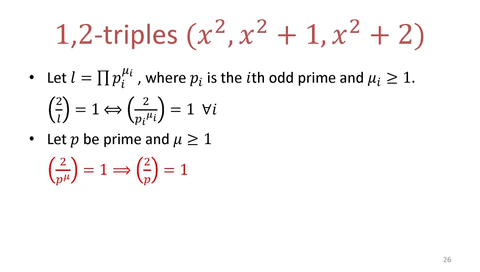 1,2-triples (𝑥², 𝑥² + 1, 𝑥² + 2)
• Let 𝑙 = ∏ 𝑝ᵢ^{𝜇ᵢ} , where 𝑝ᵢ is the 𝑖th odd prime and 𝜇ᵢ ≥ 1.
(2/𝑙) = 1 ⟺ (2/𝑝ᵢ^{𝜇ᵢ}) = 1 ∀𝑖
• Let 𝑝 be prime and 𝜇 ≥ 1
(2/𝑝^𝜇) = 1 ⟹ (2/𝑝) = 1
26